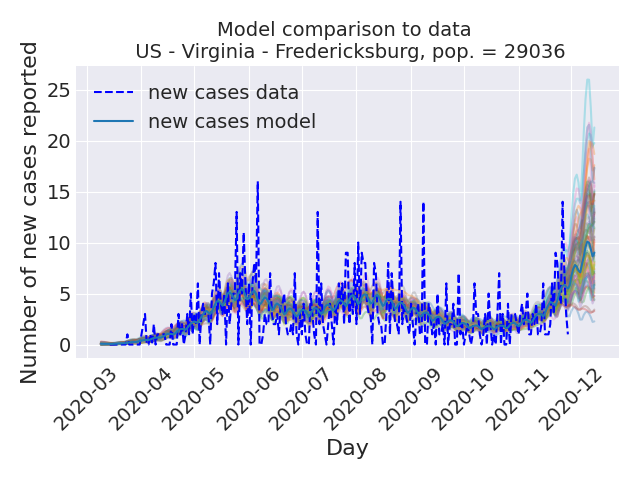 Model comparison to data
US - Virginia - Fredericksburg, pop. = 29036
Number of new cases reported
25
20
15
10
5
0
new cases data
new cases model
2020-03
2020-04
2020-05
2020-06
2020-07
2020-08
2020-09
2020-10
2020-11
2020-12
Day